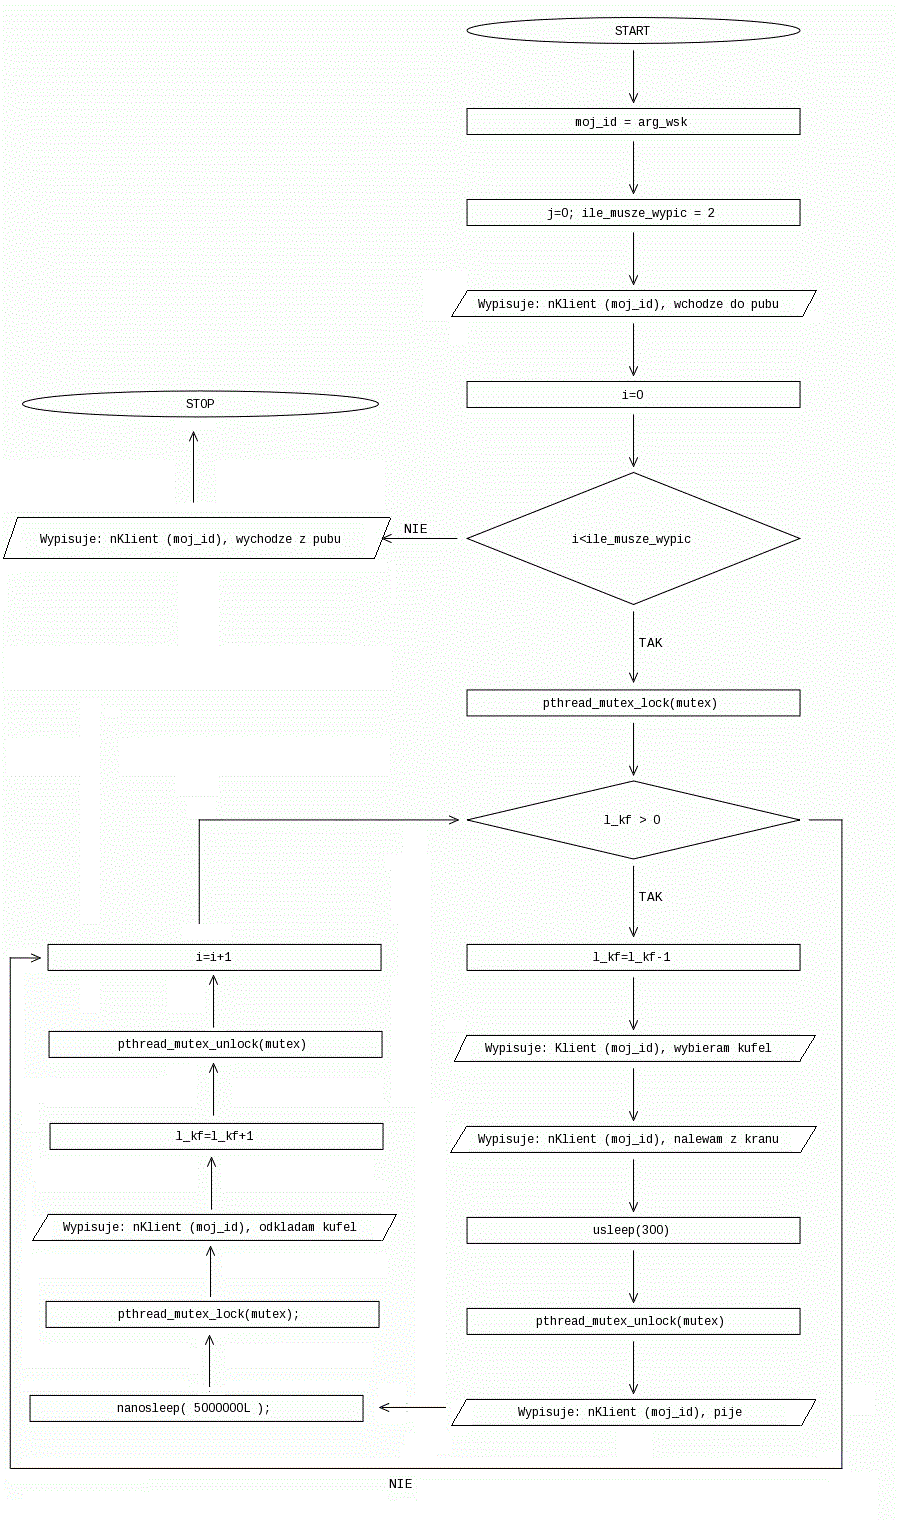 START
moj_id = arg_wsk
j=0; ile_musze_wypic = 2
Wypisuje: nKlient (moj_id), wchodze do pubu
i=0
STOP
i<ile_musze_wypic
NIE
Wypisuje: nKlient (moj_id), wychodze z pubu
TAK
pthread_mutex_lock(mutex)
l_kf > 0
TAK
l_kf=l_kf-1
Wypisuje: Klient (moj_id), wybieram kufel
Wypisuje: nKlient (moj_id), nalewam z kranu
usleep(300)
pthread_mutex_unlock(mutex)
Wypisuje: nKlient (moj_id), pije
nanosleep( 5000000L );
pthread_mutex_lock(mutex);
Wypisuje: nKlient (moj_id), odkladam kufel
l_kf=l_kf+1
pthread_mutex_unlock(mutex)
i=i+1
NIE